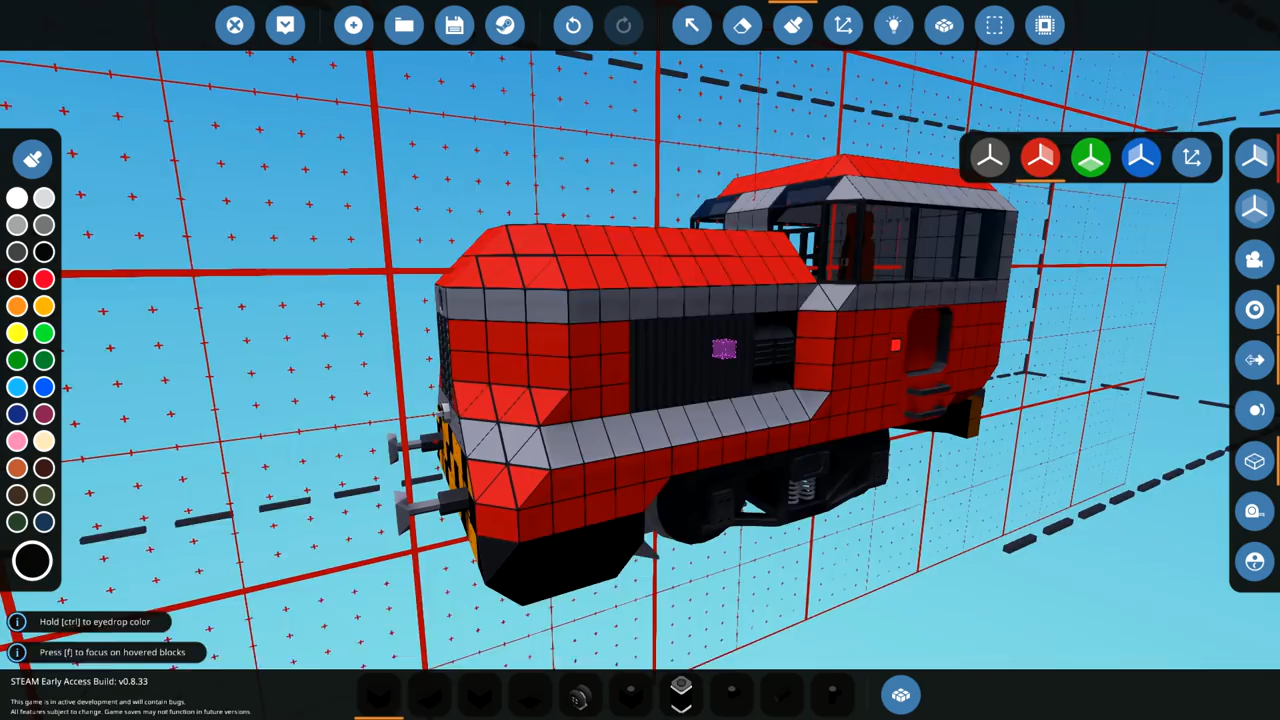 Hold [ctrl] to eyedrop color
Press [f] to focus on hovered blocks
STEAM Early Access Build: v0.8.33
This game is in active development and will contain bugs.
All features subject to change. Game saves may not function in future versions.